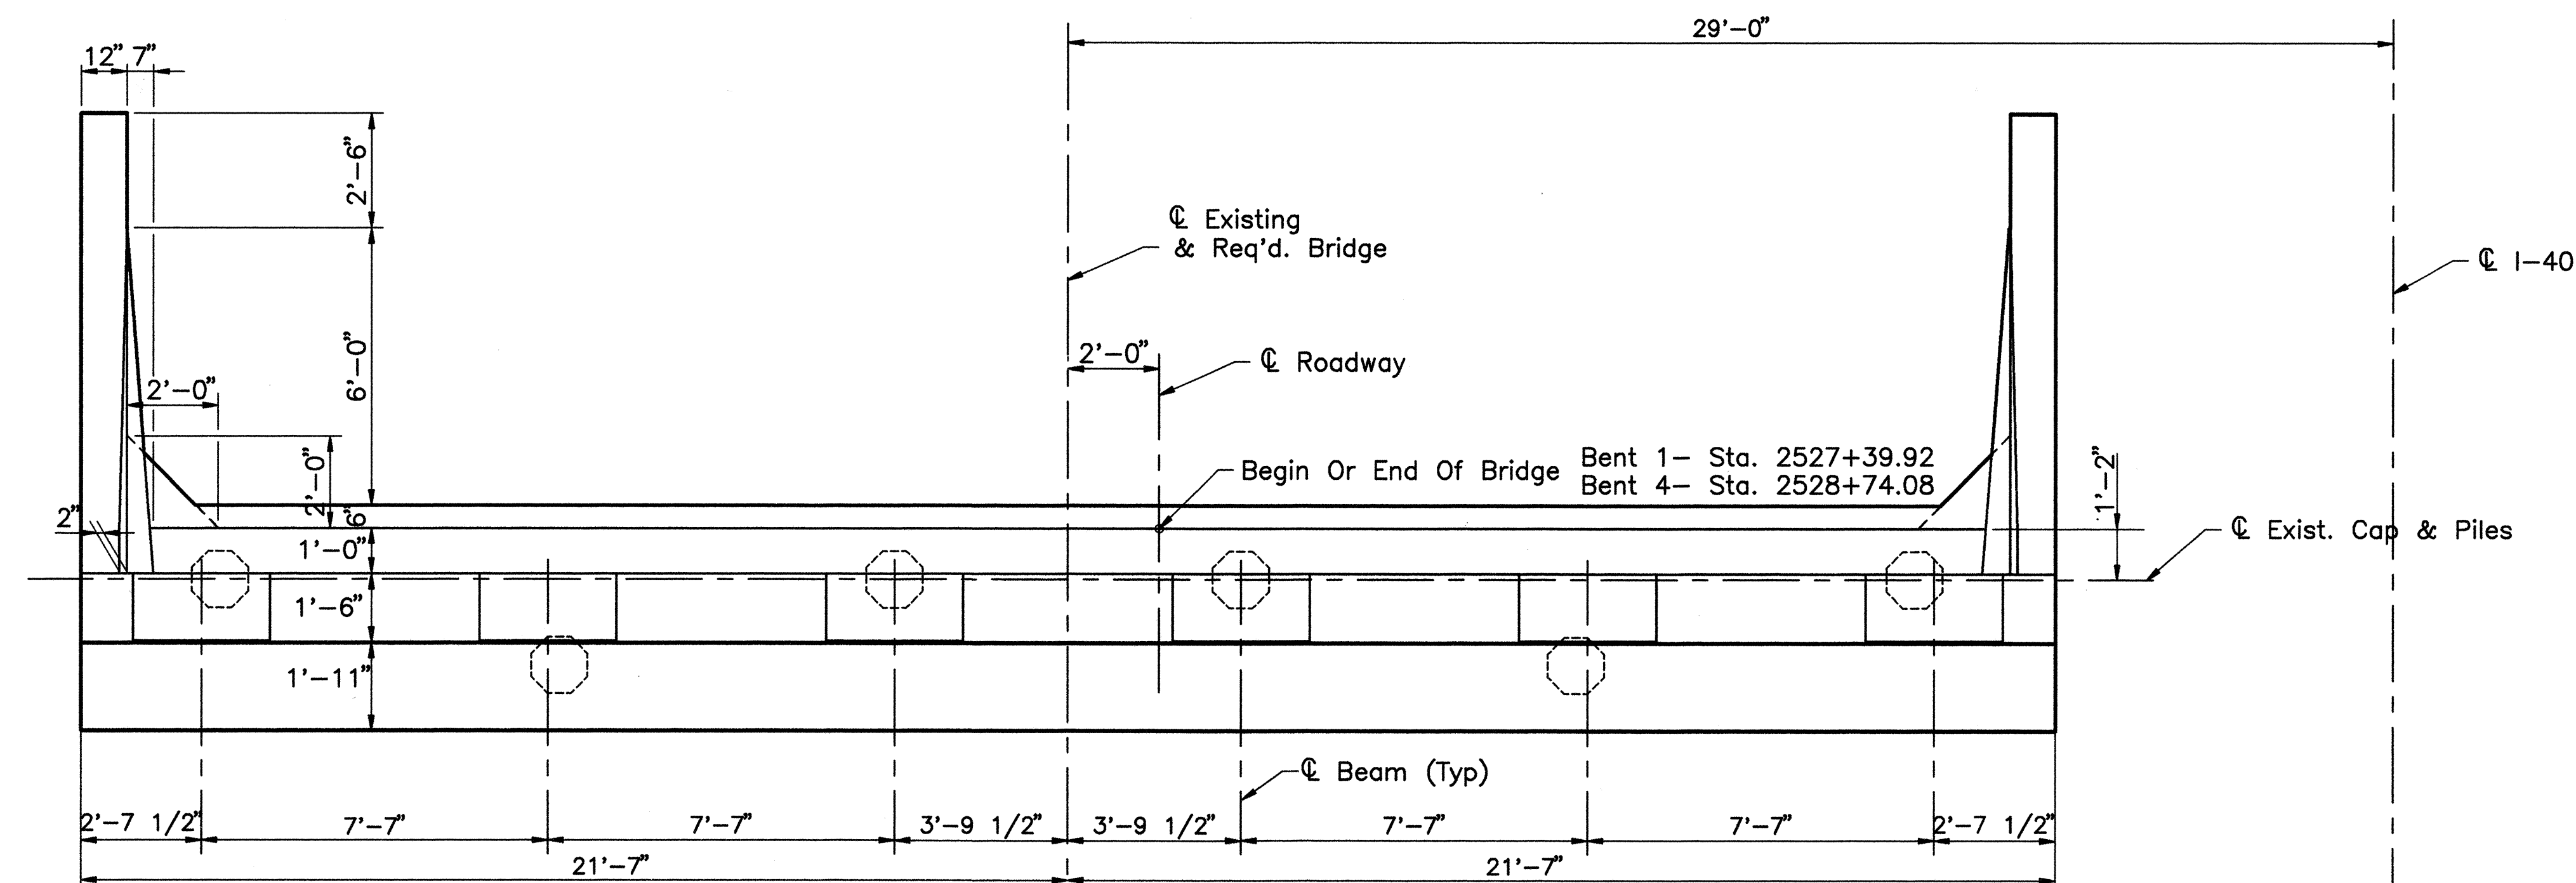 29'-0"
12" 7"
2'-6"
℄ Existing
& Req'd. Bridge
℄ I-40
6'-0"
2'-0"
℄ Roadway
2'-0"
2'-0"
Begin Or End Of Bridge
Bent 1- Sta. 2527+39.92
Bent 4- Sta. 2528+74.08
1'-2"
2"
6"
℄ Exist. Cap & Piles
1'-0"
1'-6"
1'-11"
℄ Beam (Typ)
2'-7 1/2" 7'-7" 7'-7" 3'-9 1/2" 3'-9 1/2" 7'-7" 7'-7" 2'-7 1/2"
21'-7" 21'-7"